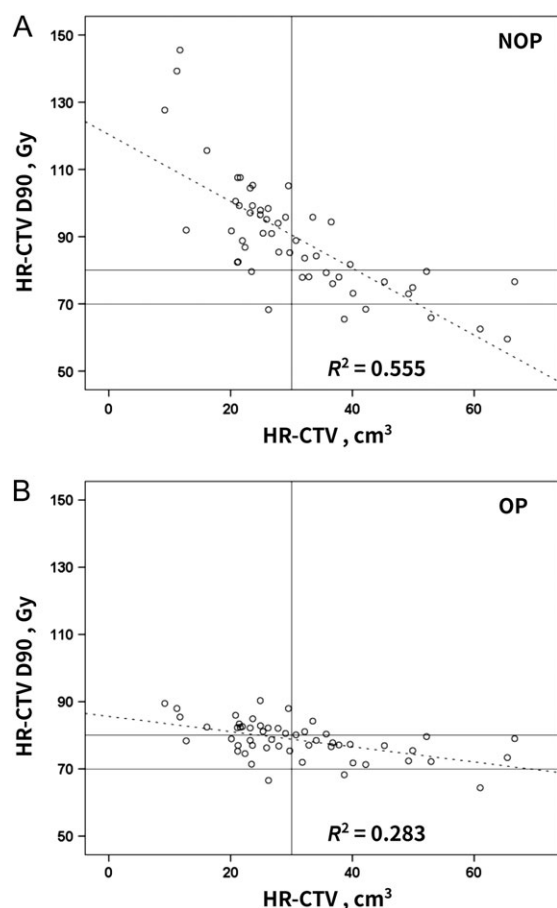 A
NOP
150
130
110
90
70
50
HR-CTV D90 , Gy
R² = 0.555
0 20 40 60
HR-CTV , cm³
B
OP
150
130
110
90
70
50
HR-CTV D90 , Gy
R² = 0.283
0 20 40 60
HR-CTV , cm³